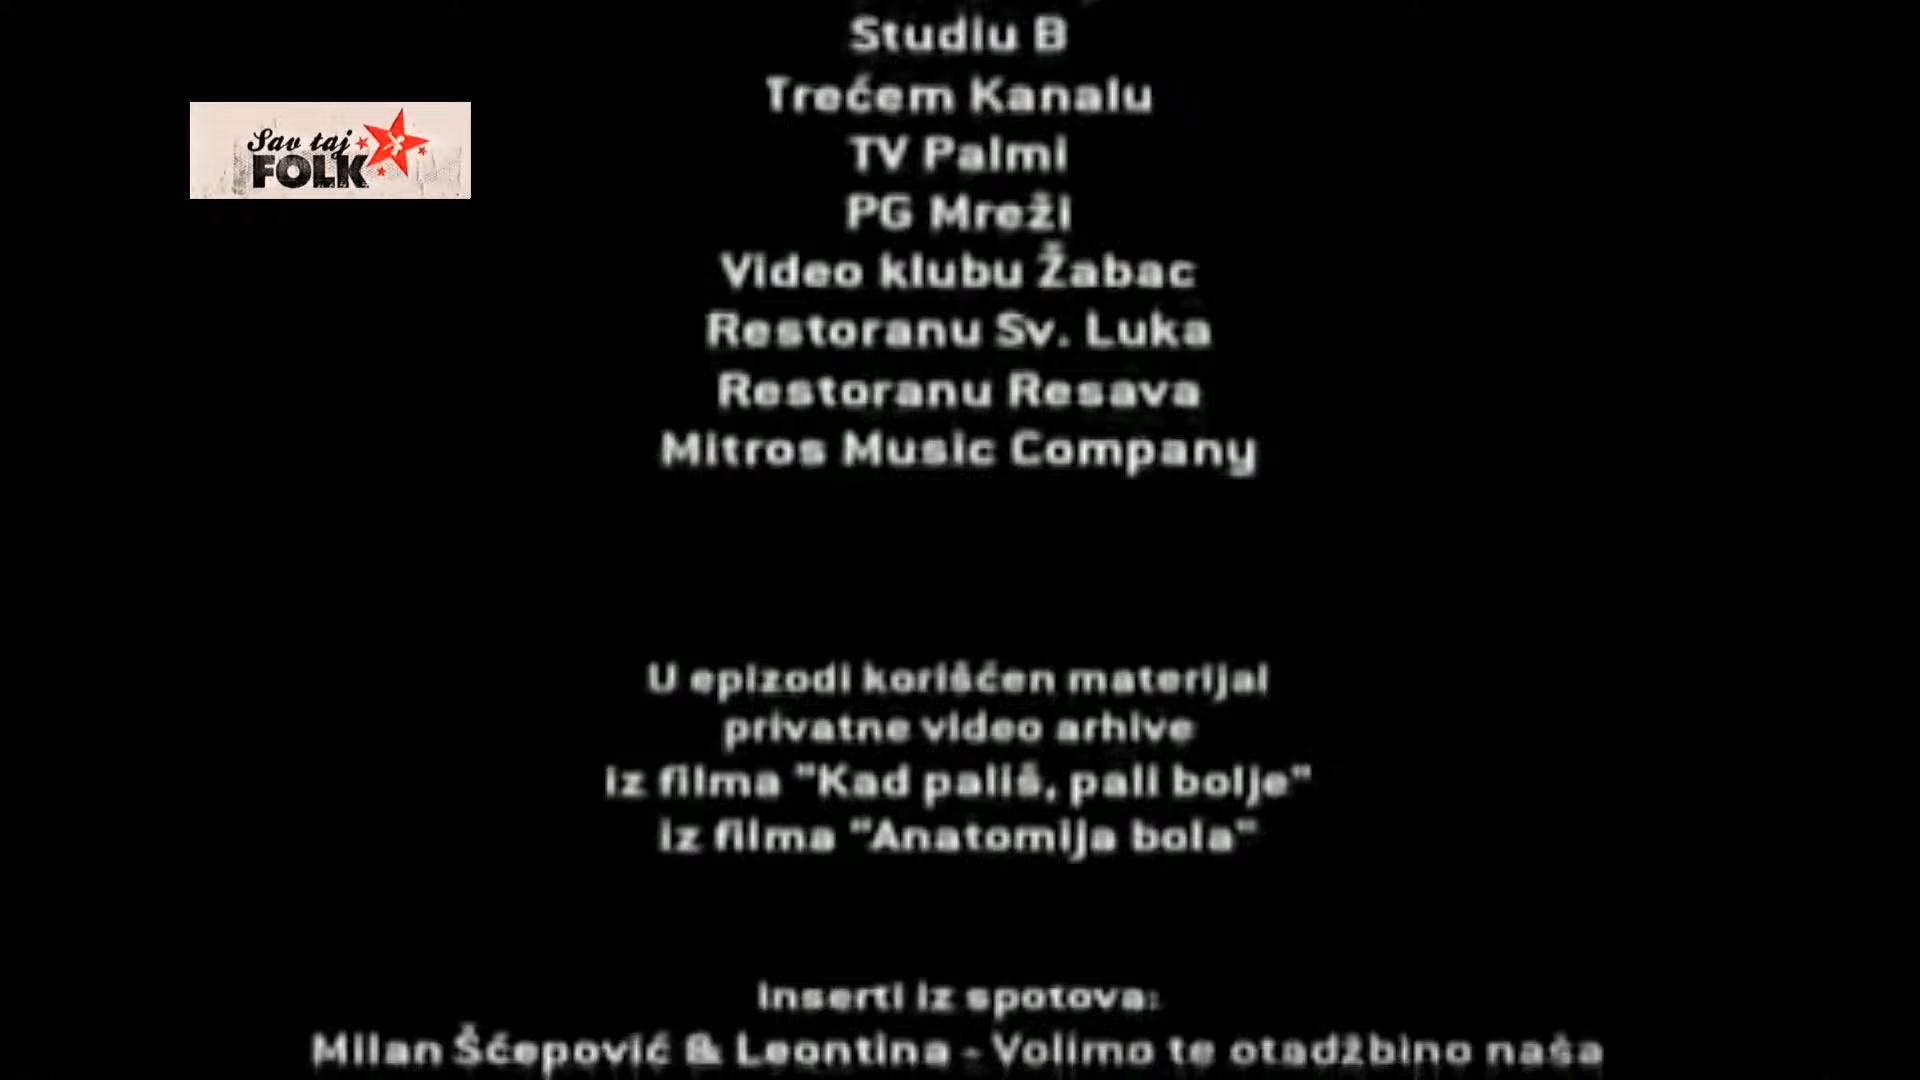 Studiu B
Trećem Kanalu
Sav taj
FOLK
TV Palmi
PG Mreži
Video klubu Žabac
Restoranu Sv. Luka
Restoranu Resava
Mitros Music Company
U epizodi korišćen materijal
privatne video arhive
iz filma "Kad pališ, pali bolje"
iz filma "Anatomija bola"
Inserti iz spotova:
Milan Šćepović & Leontina - Volimo te otadžbino naša